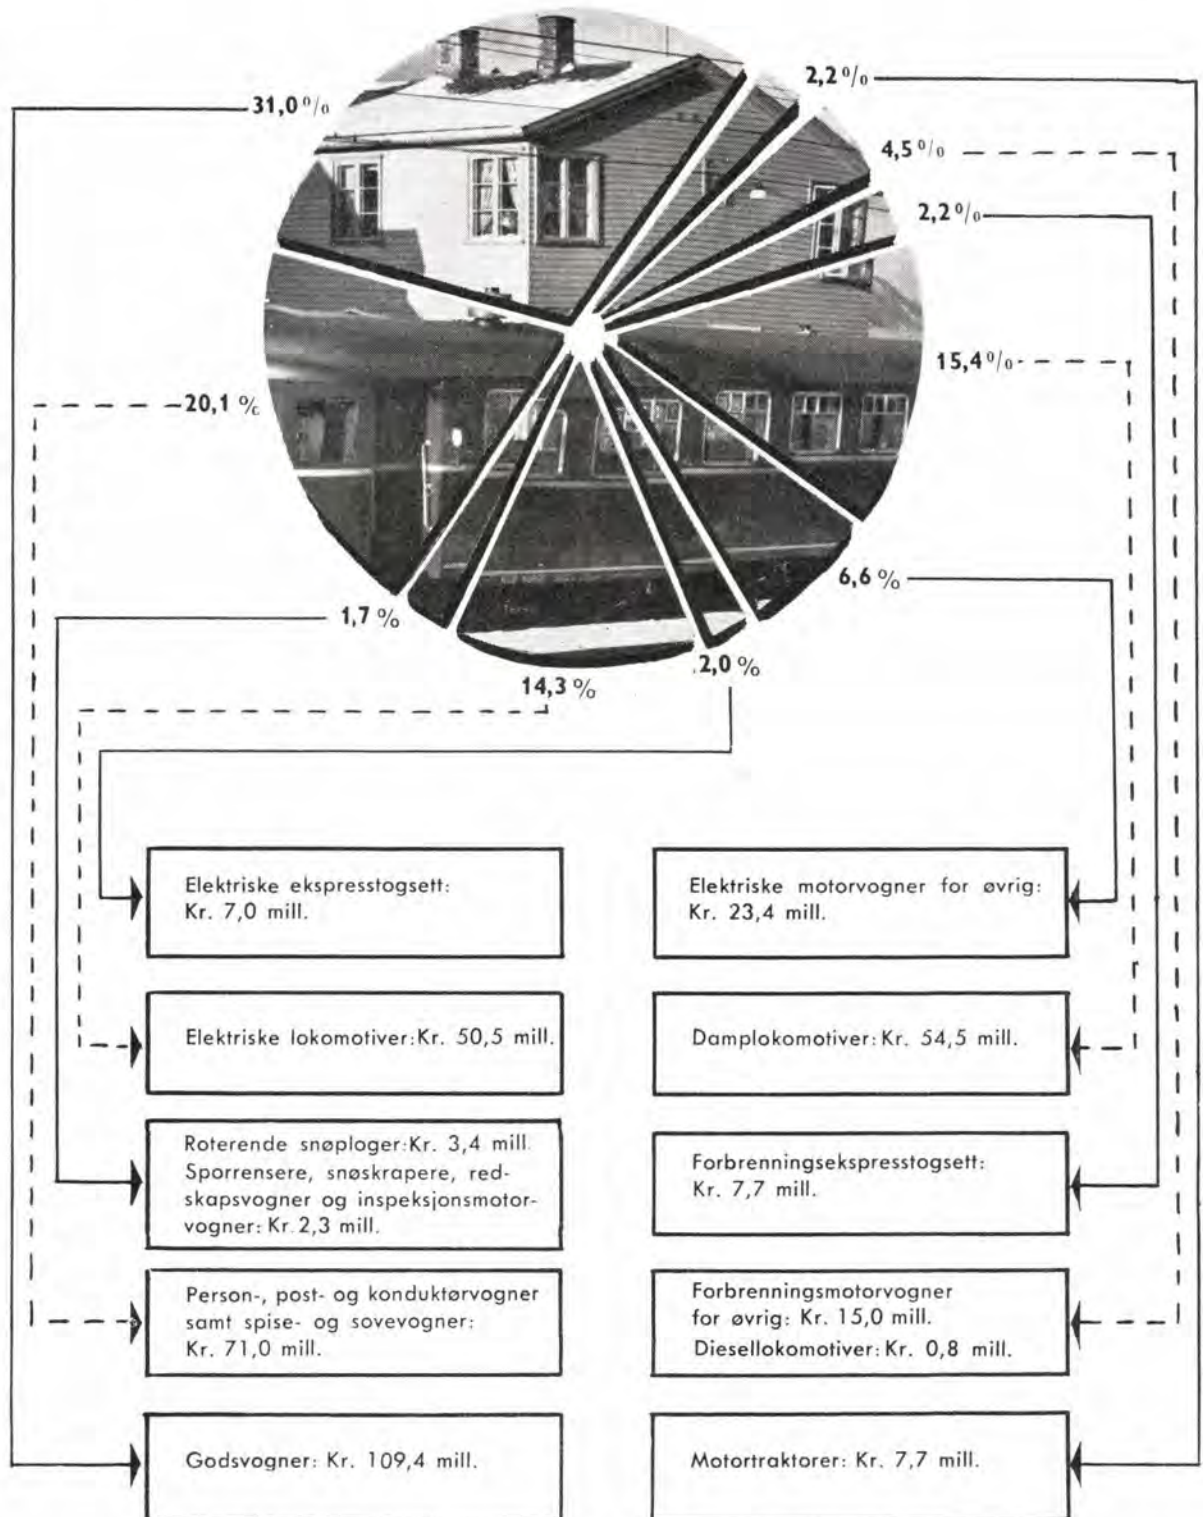 2,2%
31,0%
4,5%
2,2%
15,4%
20,1 %
6,6 %
1,7 %
2,0 %
14,3 %
Elektriske ekspresstogsett:
Kr. 7,0 mill.
Elektriske motorvogner for øvrig:
Kr. 23,4 mill.
Elektriske lokomotiver: Kr. 50,5 mill.
Damplokomotiver: Kr. 54,5 mill.
Roterende snøploger: Kr. 3,4 mill.
Sporrensere, snøskrapere, red-
skapsvogner og inspeksjonsmotor-
vogner: Kr. 2,3 mill.
Forbrenningsekspresstogsett:
Kr. 7,7 mill.
Person-, post- og konduktørvogner
samt spise- og sovevogner:
Kr. 71,0 mill.
Forbrenningsmotorvogner
for øvrig: Kr. 15,0 mill.
Diesellokomotiver: Kr. 0,8 mill.
Godsvogner: Kr. 109,4 mill.
Motortraktorer: Kr. 7,7 mill.